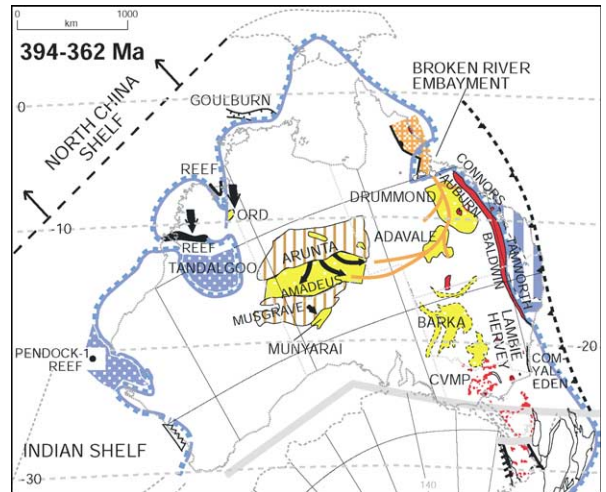 0 1000
km
394-362 Ma
NORTH CHINA
SHELF
GOULBURN
BROKEN RIVER
EMBAYMENT
0
REEF
ORD
-10
REEF
TANDALGOO
DRUMMOND
CONNORS
AUBURN
ADAVALE
BALDWIN
TAMWORTH
ARUNTA
AMADEUS
MUSGRAVE
MUNYARAI
BARKA
LAMBIE
HERVEY
-20
PENDOCK-1
REEF
COM-
YAL-
EDEN
CVMP
INDIAN SHELF
-30
140